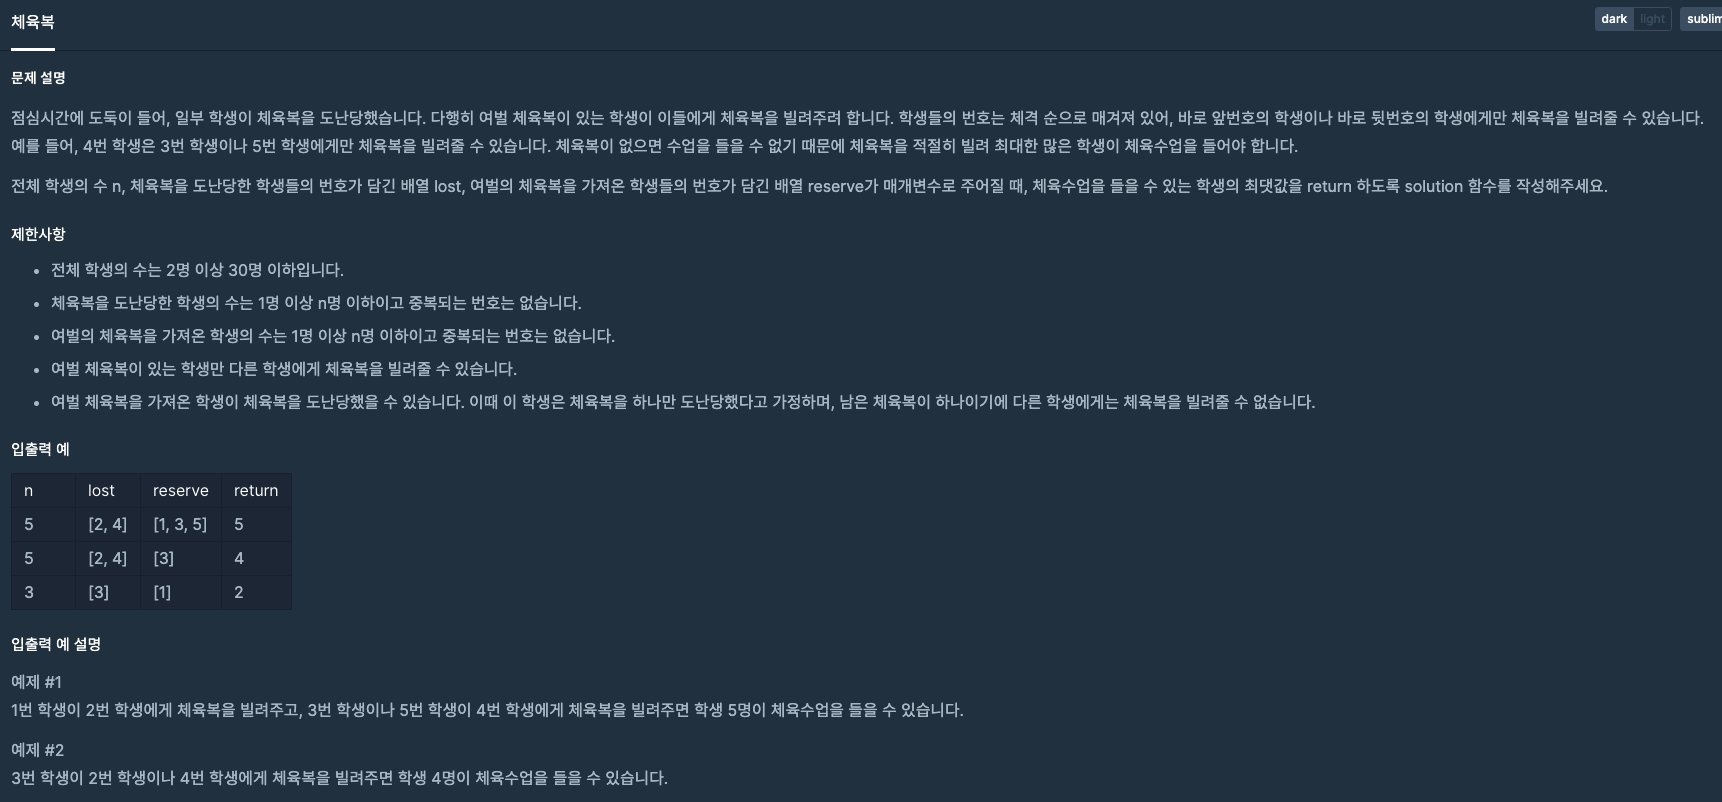 체육복
dark light sublim
문제 설명
점심시간에 도둑이 들어, 일부 학생이 체육복을 도난당했습니다. 다행히 여벌 체육복이 있는 학생이 이들에게 체육복을 빌려주려 합니다. 학생들의 번호는 체격 순으로 매겨져 있어, 바로 앞번호의 학생이나 바로 뒷번호의 학생에게만 체육복을 빌려줄 수 있습니다.
예를 들어, 4번 학생은 3번 학생이나 5번 학생에게만 체육복을 빌려줄 수 있습니다. 체육복이 없으면 수업을 들을 수 없기 때문에 체육복을 적절히 빌려 최대한 많은 학생이 체육수업을 들어야 합니다.
전체 학생의 수 n, 체육복을 도난당한 학생들의 번호가 담긴 배열 lost, 여벌의 체육복을 가져온 학생들의 번호가 담긴 배열 reserve가 매개변수로 주어질 때, 체육수업을 들을 수 있는 학생의 최댓값을 return 하도록 solution 함수를 작성해주세요.
제한사항
• 전체 학생의 수는 2명 이상 30명 이하입니다.
• 체육복을 도난당한 학생의 수는 1명 이상 n명 이하이고 중복되는 번호는 없습니다.
• 여벌의 체육복을 가져온 학생의 수는 1명 이상 n명 이하이고 중복되는 번호는 없습니다.
• 여벌 체육복이 있는 학생만 다른 학생에게 체육복을 빌려줄 수 있습니다.
• 여벌 체육복을 가져온 학생이 체육복을 도난당했을 수 있습니다. 이때 이 학생은 체육복을 하나만 도난당했다고 가정하며, 남은 체육복이 하나이기에 다른 학생에게는 체육복을 빌려줄 수 없습니다.
입출력 예
n lost reserve return
5 [2, 4] [1, 3, 5] 5
5 [2, 4] [3] 4
3 [3] [1] 2
입출력 예 설명
예제 #1
1번 학생이 2번 학생에게 체육복을 빌려주고, 3번 학생이나 5번 학생이 4번 학생에게 체육복을 빌려주면 학생 5명이 체육수업을 들을 수 있습니다.
예제 #2
3번 학생이 2번 학생이나 4번 학생에게 체육복을 빌려주면 학생 4명이 체육수업을 들을 수 있습니다.